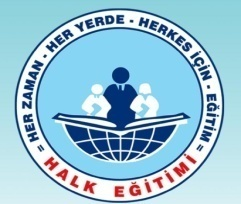 = HER ZAMAN - HER YERDE - HERKES İÇİN - EĞİTİM =
HALK EĞİTİMİ